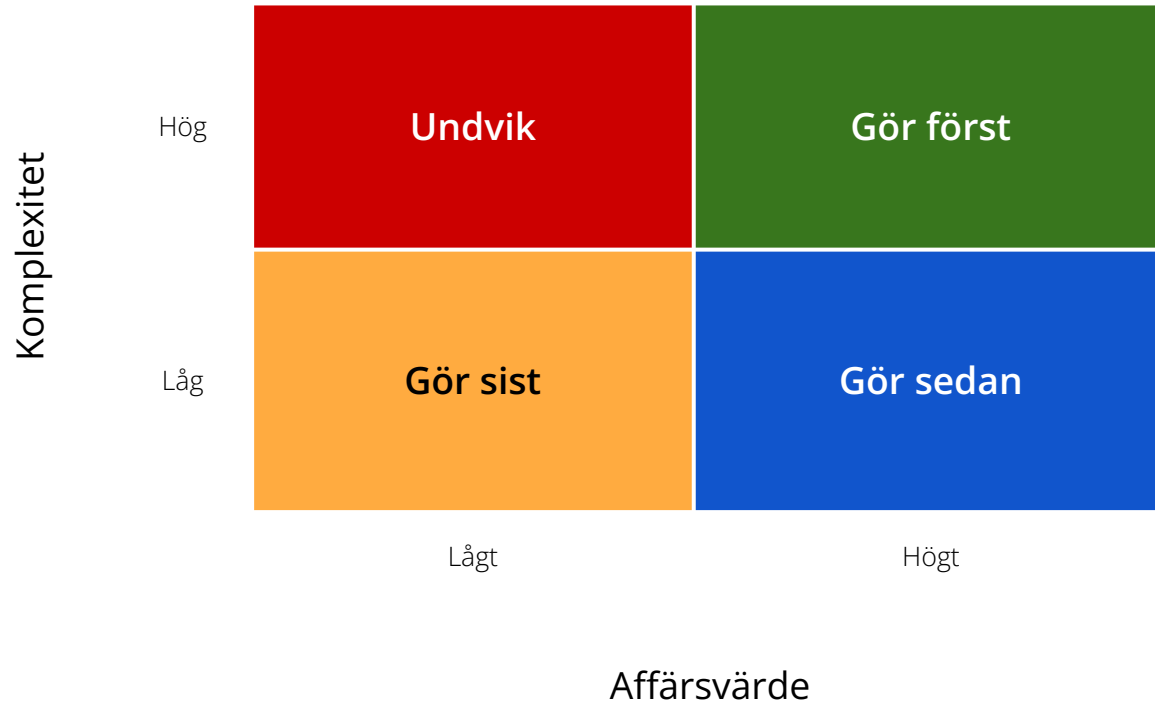 Komplexitet
Hög
Undvik
Gör först
Låg
Gör sist
Gör sedan
Lågt
Högt
Affärsvärde